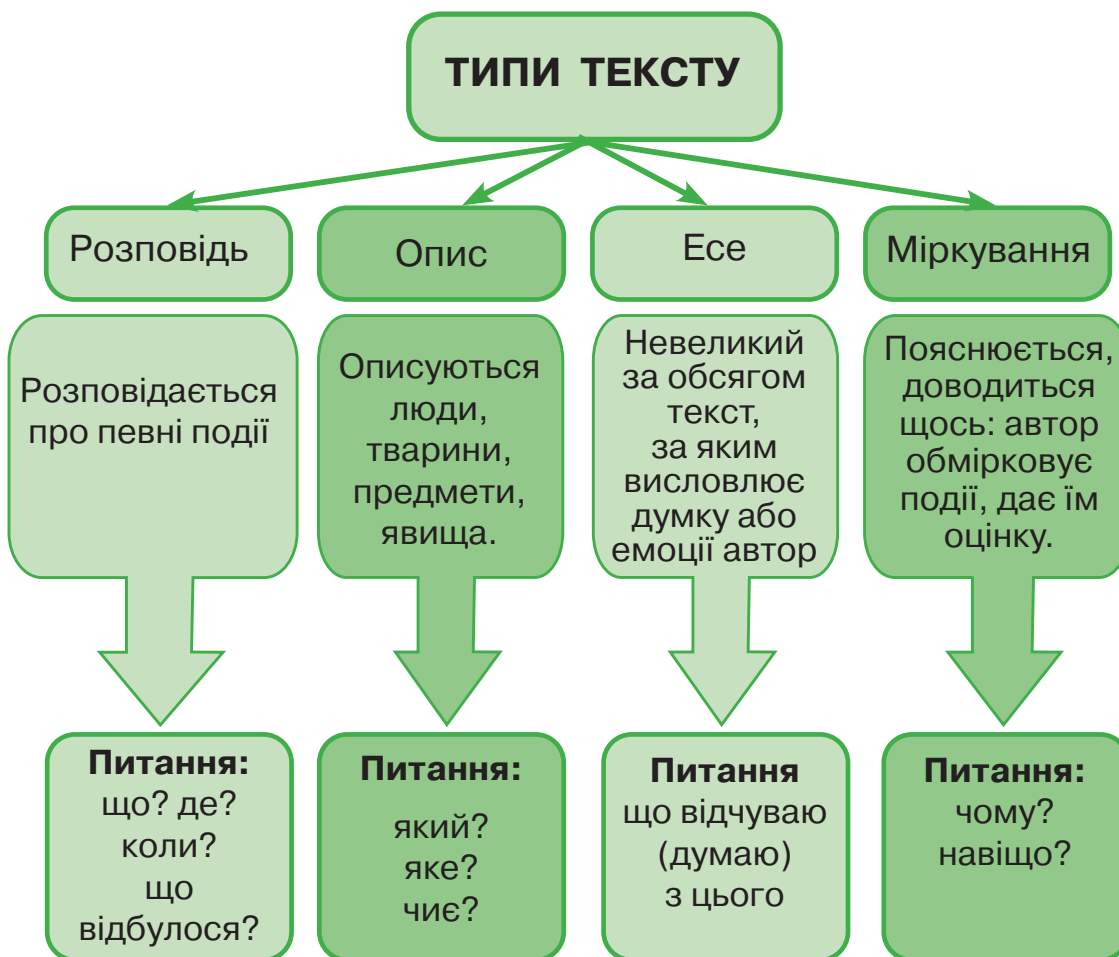 ТИПИ ТЕКСТУ
Розповідь
Опис
Есе
Міркування
Розповідається
про певні події
Описуються
люди,
тварини,
предмети,
явища.
Невеликий
за обсягом
текст,
за яким
висловлює
думку або
емоції автор
Пояснюється,
доводиться
щось: автор
обмірковує
події, дає їм
оцінку.
Питання:
що? де?
коли?
що
відбулося?
Питання:
який?
яке?
чиє?
Питання
що відчуваю
(думаю)
з цього
Питання:
чому?
навіщо?